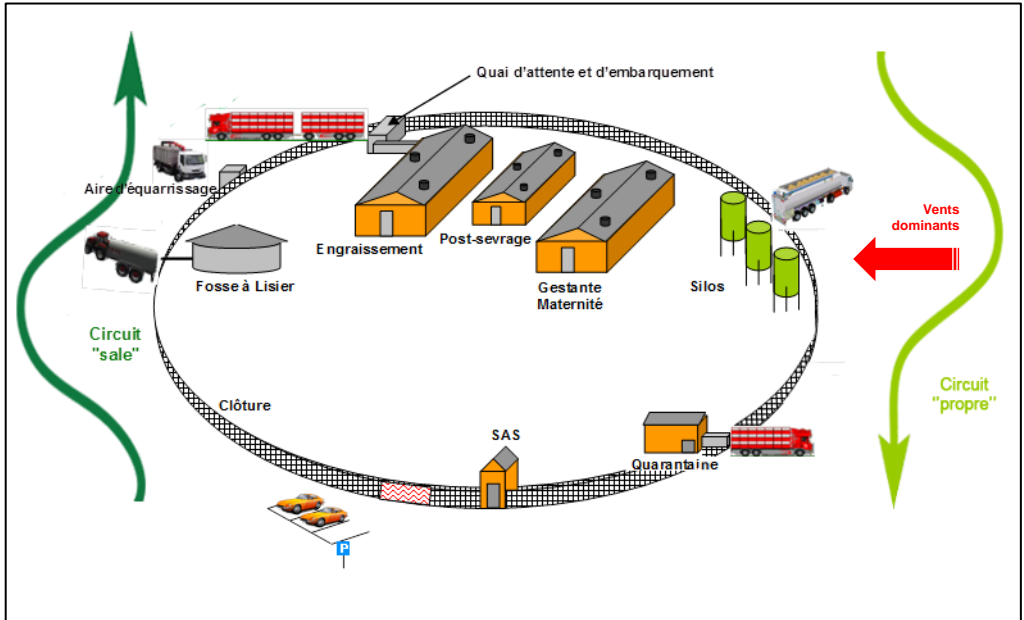 Quai d'attente et d'embarquement
Aire d'équarrissage
Engraissement
Post-sevrage
Gestante
Maternité
Fosse à Lisier
Silos
Vents
dominants
Circuit
"sale"
Circuit
"propre"
Clôture
SAS
Quarantaine
P